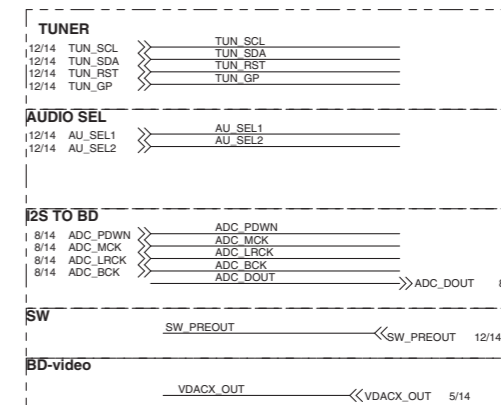 TUNER
12/14 TUN_SCL TUN_SCL
12/14 TUN_SDA TUN_SDA
12/14 TUN_RST TUN_RST
12/14 TUN_GP TUN_GP
AUDIO SEL
12/14 AU_SEL1 AU_SEL1
12/14 AU_SEL2 AU_SEL2
I2S TO BD
8/14 ADC_PDWN ADC_PDWN
8/14 ADC_MCK ADC_MCK
8/14 ADC_LRCK ADC_LRCK
8/14 ADC_BCK ADC_BCK
ADC_DOUT ADC_DOUT 8
SW
SW_PREOUT SW_PREOUT 12/14
BD-video
VDACX_OUT VDACX_OUT 5/14